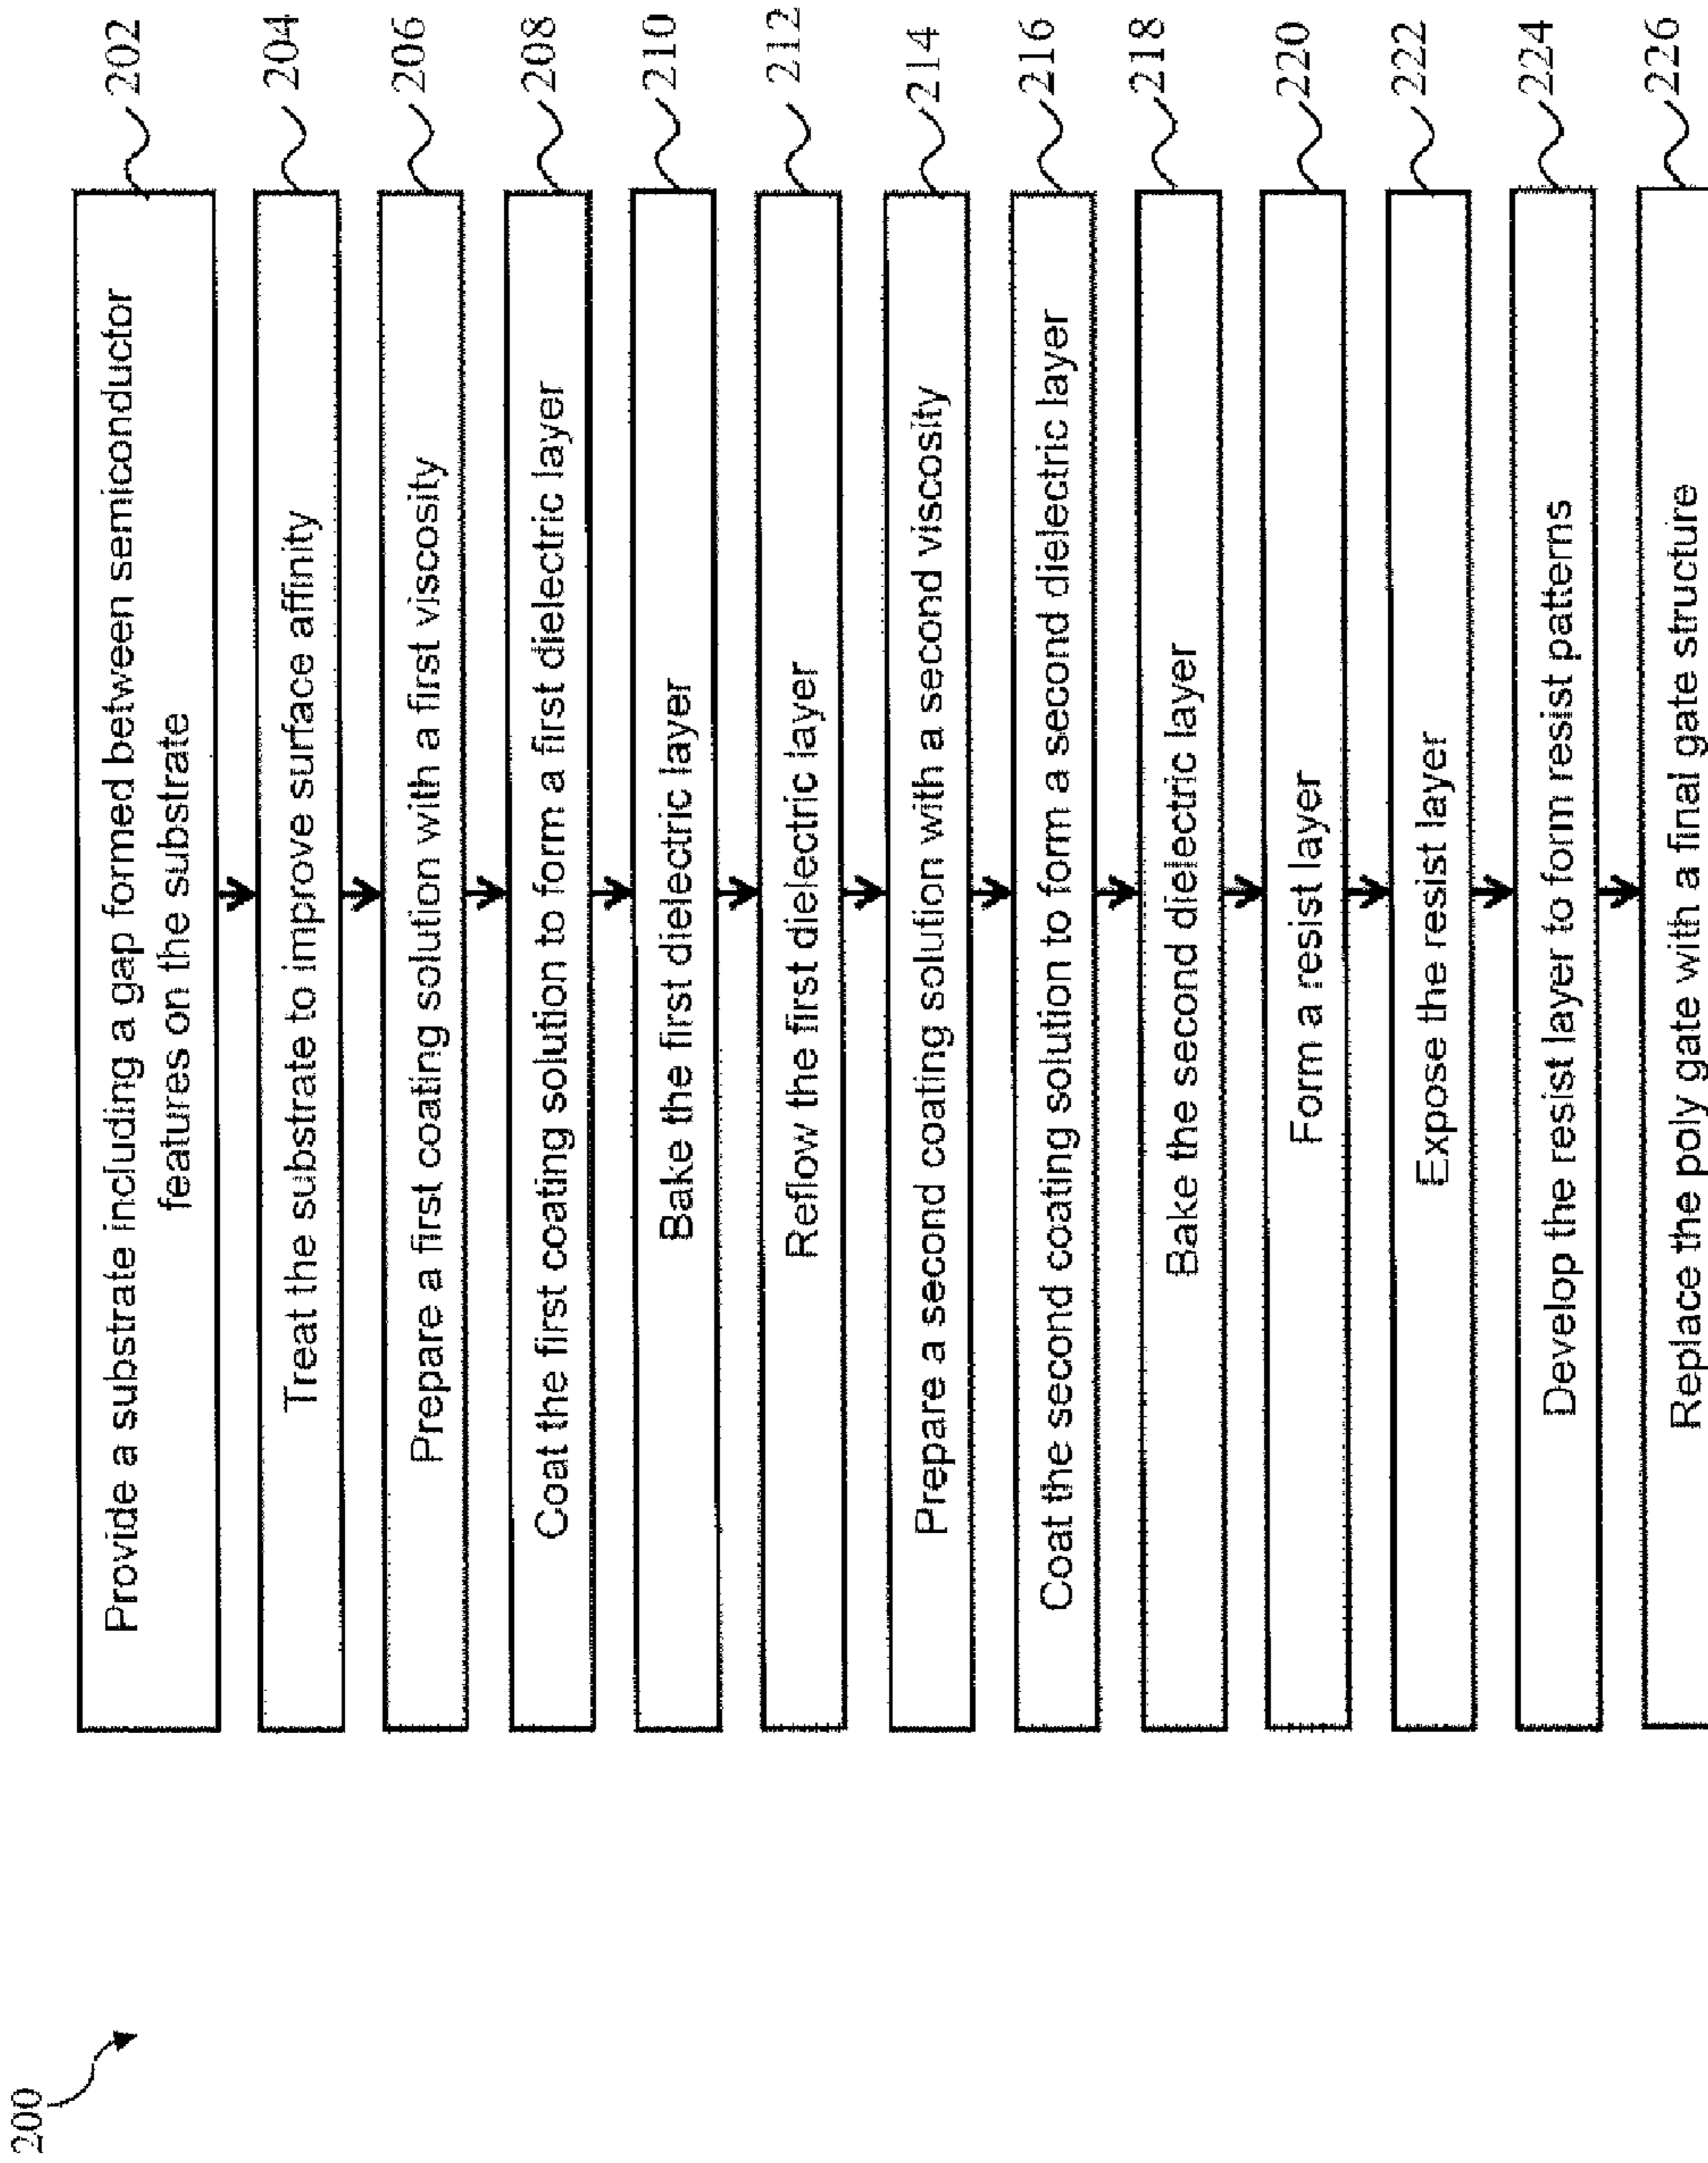 200
Provide a substrate including a gap formed between semiconductor
features on the substrate
202
Treat the substrate to improve surface affinity
204
Prepare a first coating solution with a first viscosity
206
Coat the first coating solution to form a first dielectric layer
208
Bake the first dielectric layer
210
Reflow the first dielectric layer
212
Prepare a second coating solution with a second viscosity
214
Coat the second coating solution to form a second dielectric layer
216
Bake the second dielectric layer
218
Form a resist layer
220
Expose the resist layer
222
Develop the resist layer to form resist patterns
224
Replace the poly gate with a final gate structure
226